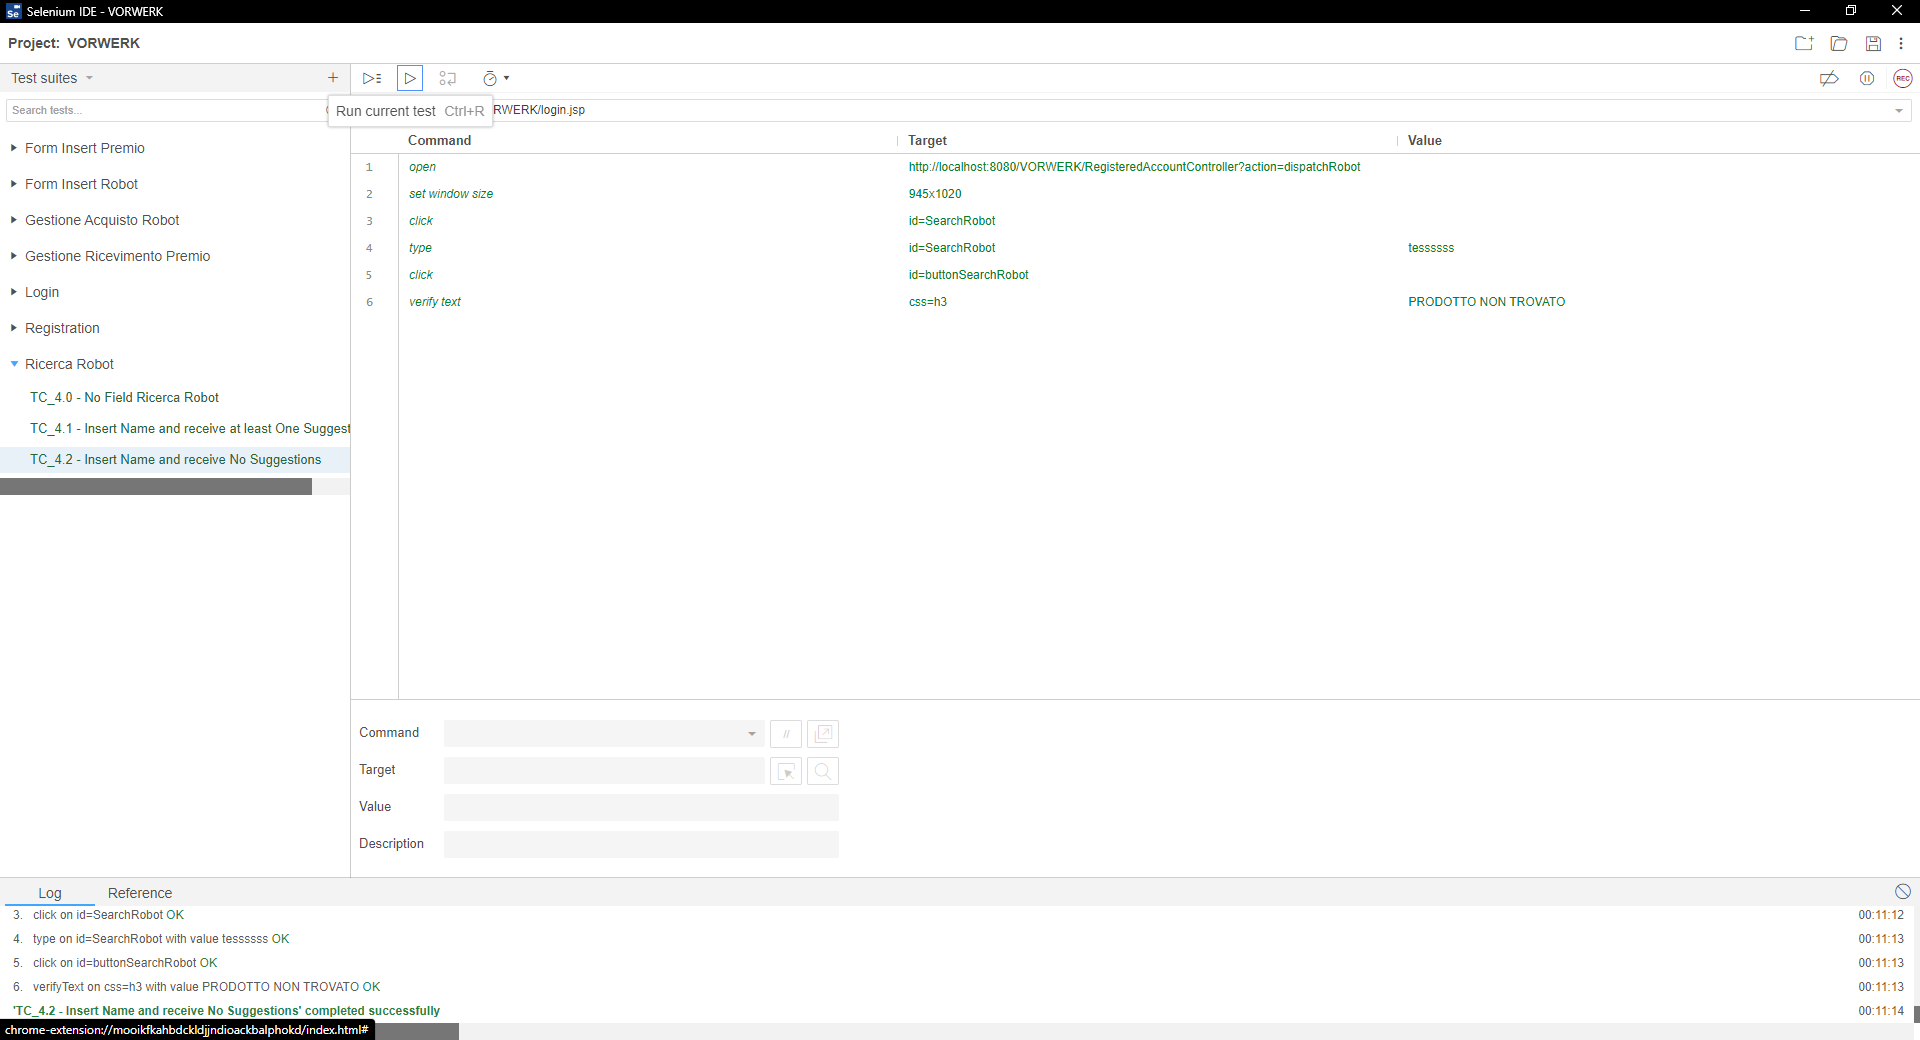 Se Selenium IDE - VORWERK
Project: VORWERK
Test suites
Search tests...
Run current test Ctrl+R
RWERK/login.jsp
REC
Command Target Value
1 open http://localhost:8080/VORWERK/RegisteredAccountController?action=dispatchRobot
2 set window size 945x1020
3 click id=SearchRobot
4 type id=SearchRobot tessssss
5 click id=buttonSearchRobot
6 verify text css=h3 PRODOTTO NON TROVATO
Form Insert Premio
Form Insert Robot
Gestione Acquisto Robot
Gestione Ricevimento Premio
Login
Registration
Ricerca Robot
TC_4.0 - No Field Ricerca Robot
TC_4.1 - Insert Name and receive at least One Suggest
TC_4.2 - Insert Name and receive No Suggestions
Command
//
Target
Value
Description
Log Reference
3. click on id=SearchRobot OK 00:11:12
4. type on id=SearchRobot with value tessssss OK 00:11:13
5. click on id=buttonSearchRobot OK 00:11:13
6. verifyText on css=h3 with value PRODOTTO NON TROVATO OK 00:11:13
'TC_4.2 - Insert Name and receive No Suggestions' completed successfully 00:11:14
chrome-extension://mooikfkahbdckldjjndioackbalphokd/index.html#